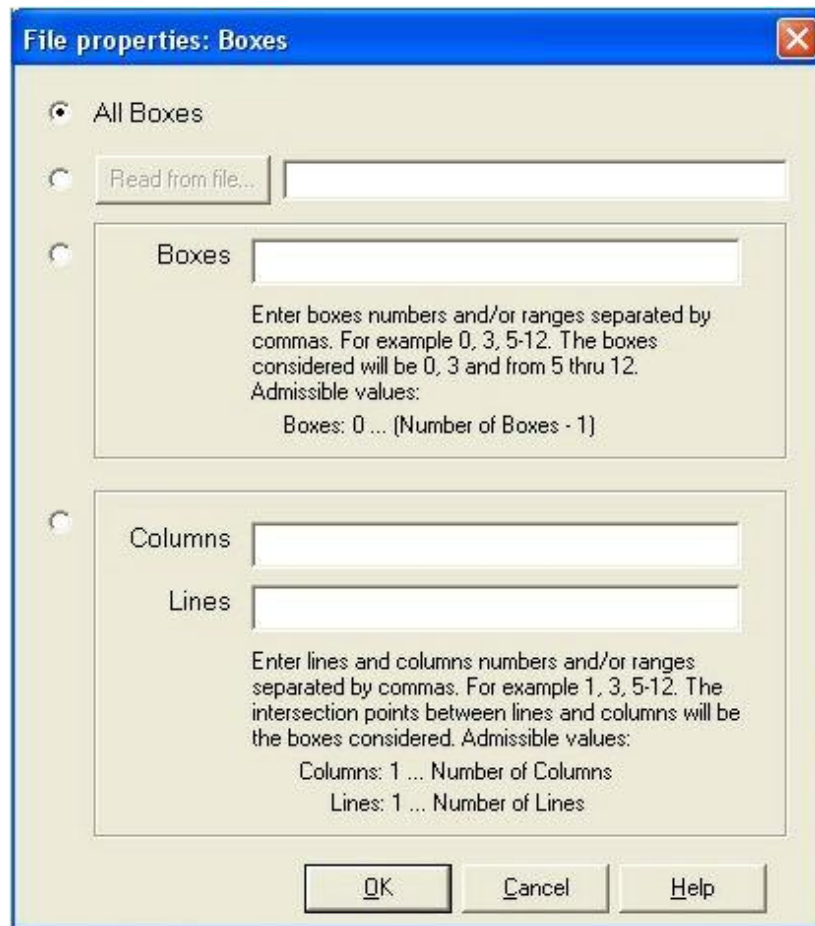 File properties: Boxes
All Boxes
Read from file...
Boxes
Enter boxes numbers and/or ranges separated by
commas. For example 0, 3, 5-12. The boxes
considered will be 0, 3 and from 5 thru 12.
Admissible values:
Boxes: 0 ... (Number of Boxes - 1)
Columns
Lines
Enter lines and columns numbers and/or ranges
separated by commas. For example 1, 3, 5-12. The
intersection points between lines and columns will be
the boxes considered. Admissible values:
Columns: 1 ... Number of Columns
Lines: 1 ... Number of Lines
OK Cancel Help